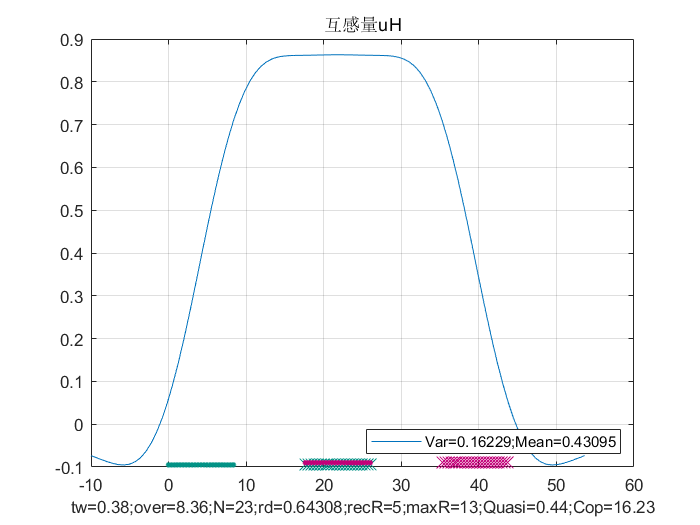 互感量uH
0.9
0.8
0.7
0.6
0.5
0.4
0.3
0.2
0.1
0
-0.1
Var=0.16229;Mean=0.43095
-10 0 10 20 30 40 50 60
tw=0.38;over=8.36;N=23;rd=0.64308;recR=5;maxR=13;Quasi=0.44;Cop=16.23